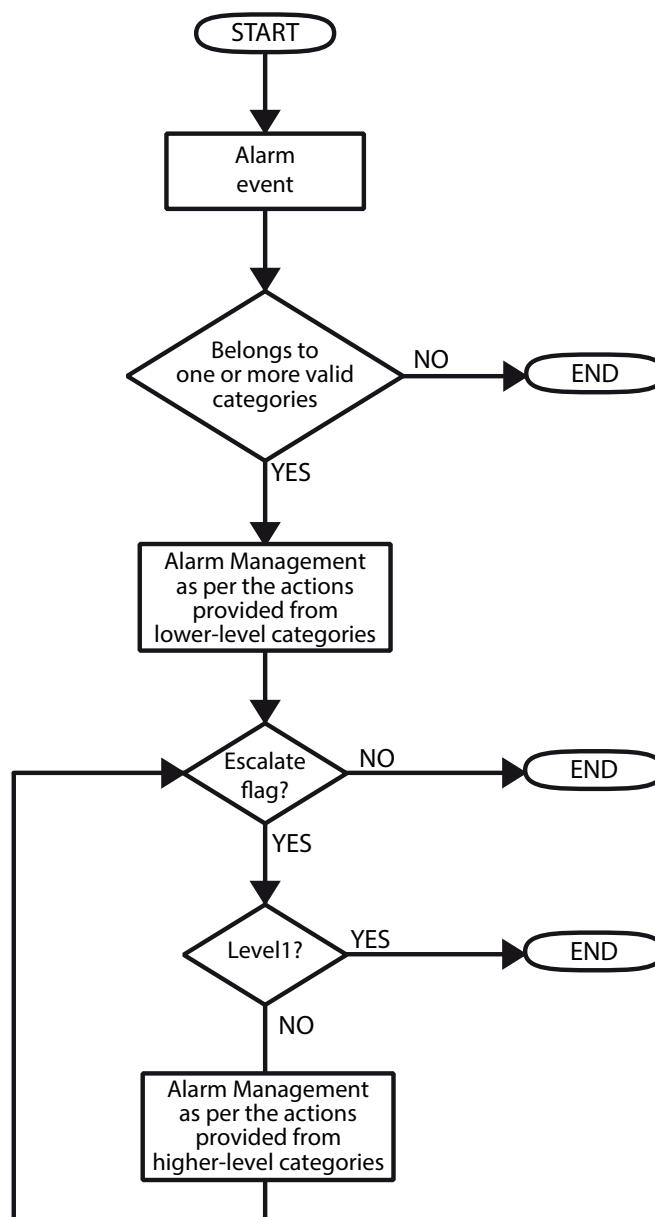 START
Alarm
event
Belongs to
one or more valid
categories
NO
END
YES
Alarm Management
as per the actions
provided from
lower-level categories
Escalate
flag?
NO
END
YES
Level1?
YES
END
NO
Alarm Management
as per the actions
provided from
higher-level categories